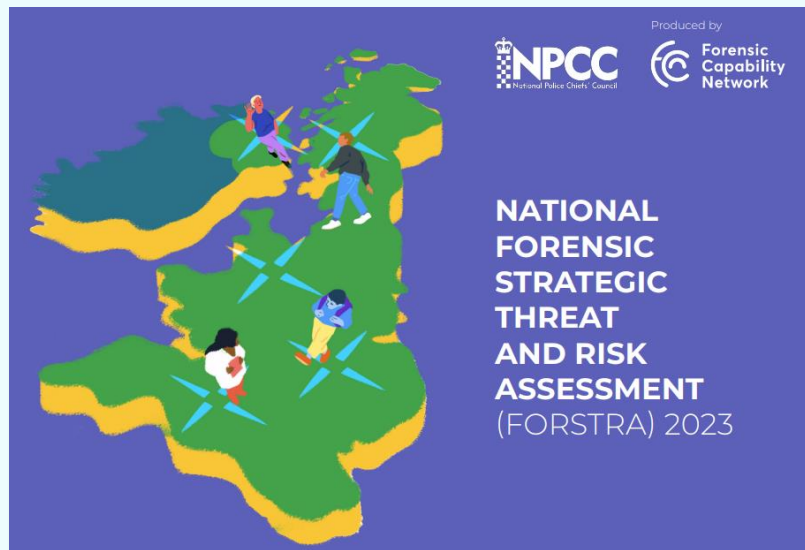 Produced by
NPCC
National Police Chiefs' Council
fcn
Forensic
Capability
Network
NATIONAL
FORENSIC
STRATEGIC
THREAT
AND RISK
ASSESSMENT
(FORSTRA) 2023